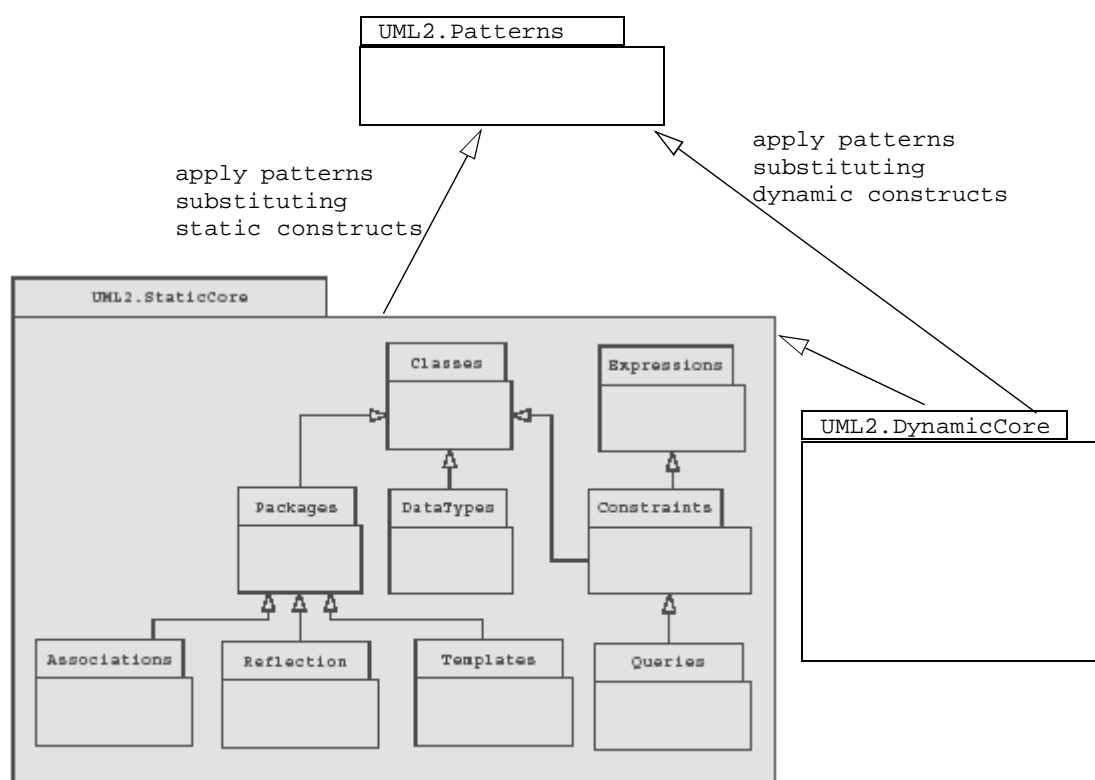 UML2.Patterns
apply patterns
substituting
dynamic constructs
apply patterns
substituting
static constructs
UML2.StaticCore
Classes
Expressions
UML2.DynamicCore
Packages
DataTypes
Constraints
Associations
Reflection
Templates
Queries